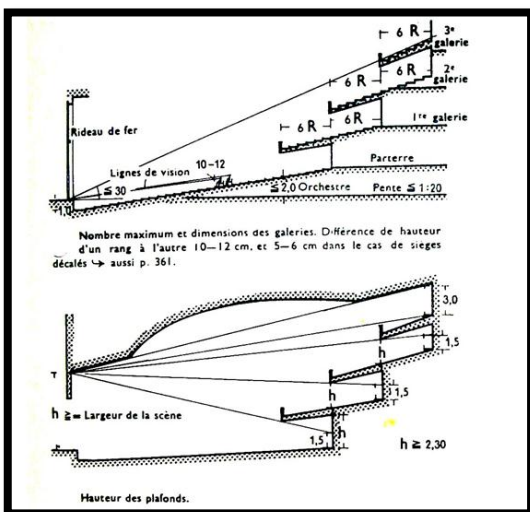 6 R 3e
galerie
6 R 6 R 2e
galerie
6 R 6 R 1re galerie
6 R
Rideau de fer
Lignes de vision 10-12
Parterre
≦ 30
≦ 2,0 Orchestre Pente ≦ 1:20
1,0
Nombre maximum et dimensions des galeries. Différence de hauteur
d'un rang à l'autre 10—12 cm. et 5—6 cm dans le cas de sièges
décalés ↪ aussi p. 361.
3,0
1,5
h
h
1,5
h ≧ = Largeur de la scène
h
1,5
h ≧ 2,30
Hauteur des plafonds.